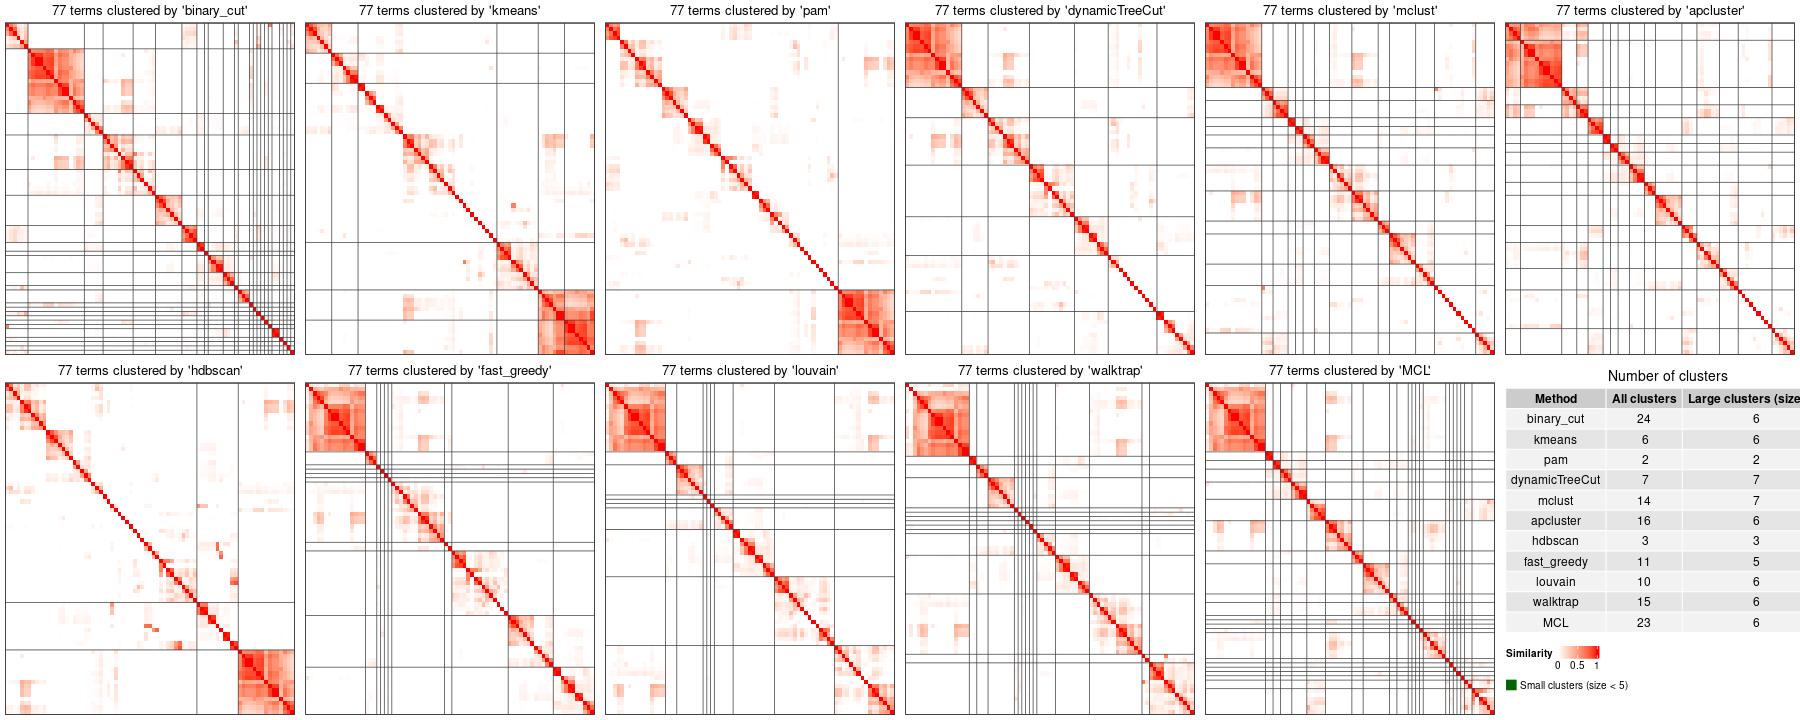 77 terms clustered by 'binary_cut'
77 terms clustered by 'kmeans'
77 terms clustered by 'pam'
77 terms clustered by 'dynamicTreeCut'
77 terms clustered by 'mclust'
77 terms clustered by 'apcluster'
77 terms clustered by 'hdbscan'
77 terms clustered by 'fast_greedy'
77 terms clustered by 'louvain'
77 terms clustered by 'walktrap'
77 terms clustered by 'MCL'
Number of clusters
Method All clusters Large clusters (size
binary_cut 24 6
kmeans 6 6
pam 2 2
dynamicTreeCut 7 7
mclust 14 7
apcluster 16 6
hdbscan 3 3
fast_greedy 11 5
louvain 10 6
walktrap 15 6
MCL 23 6
Similarity
0 0.5 1
Small clusters (size < 5)